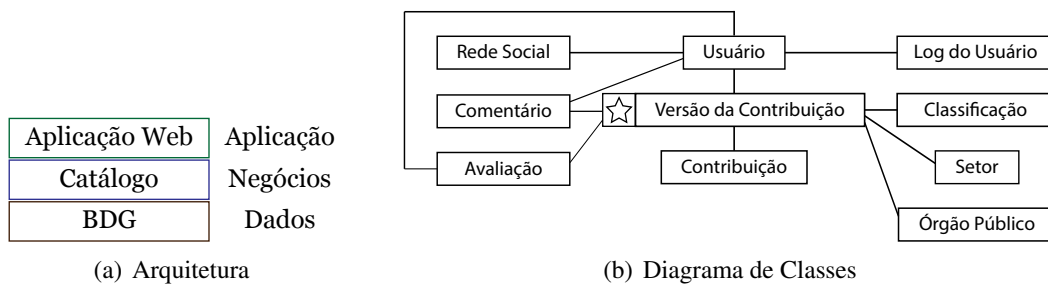 Aplicação Web Aplicação
Catálogo Negócios
BDG Dados
(a) Arquitetura
Rede Social Usuário Log do Usuário
Comentário Versão da Contribuição Classificação
Avaliação Contribuição Setor
Órgão Público
(b) Diagrama de Classes